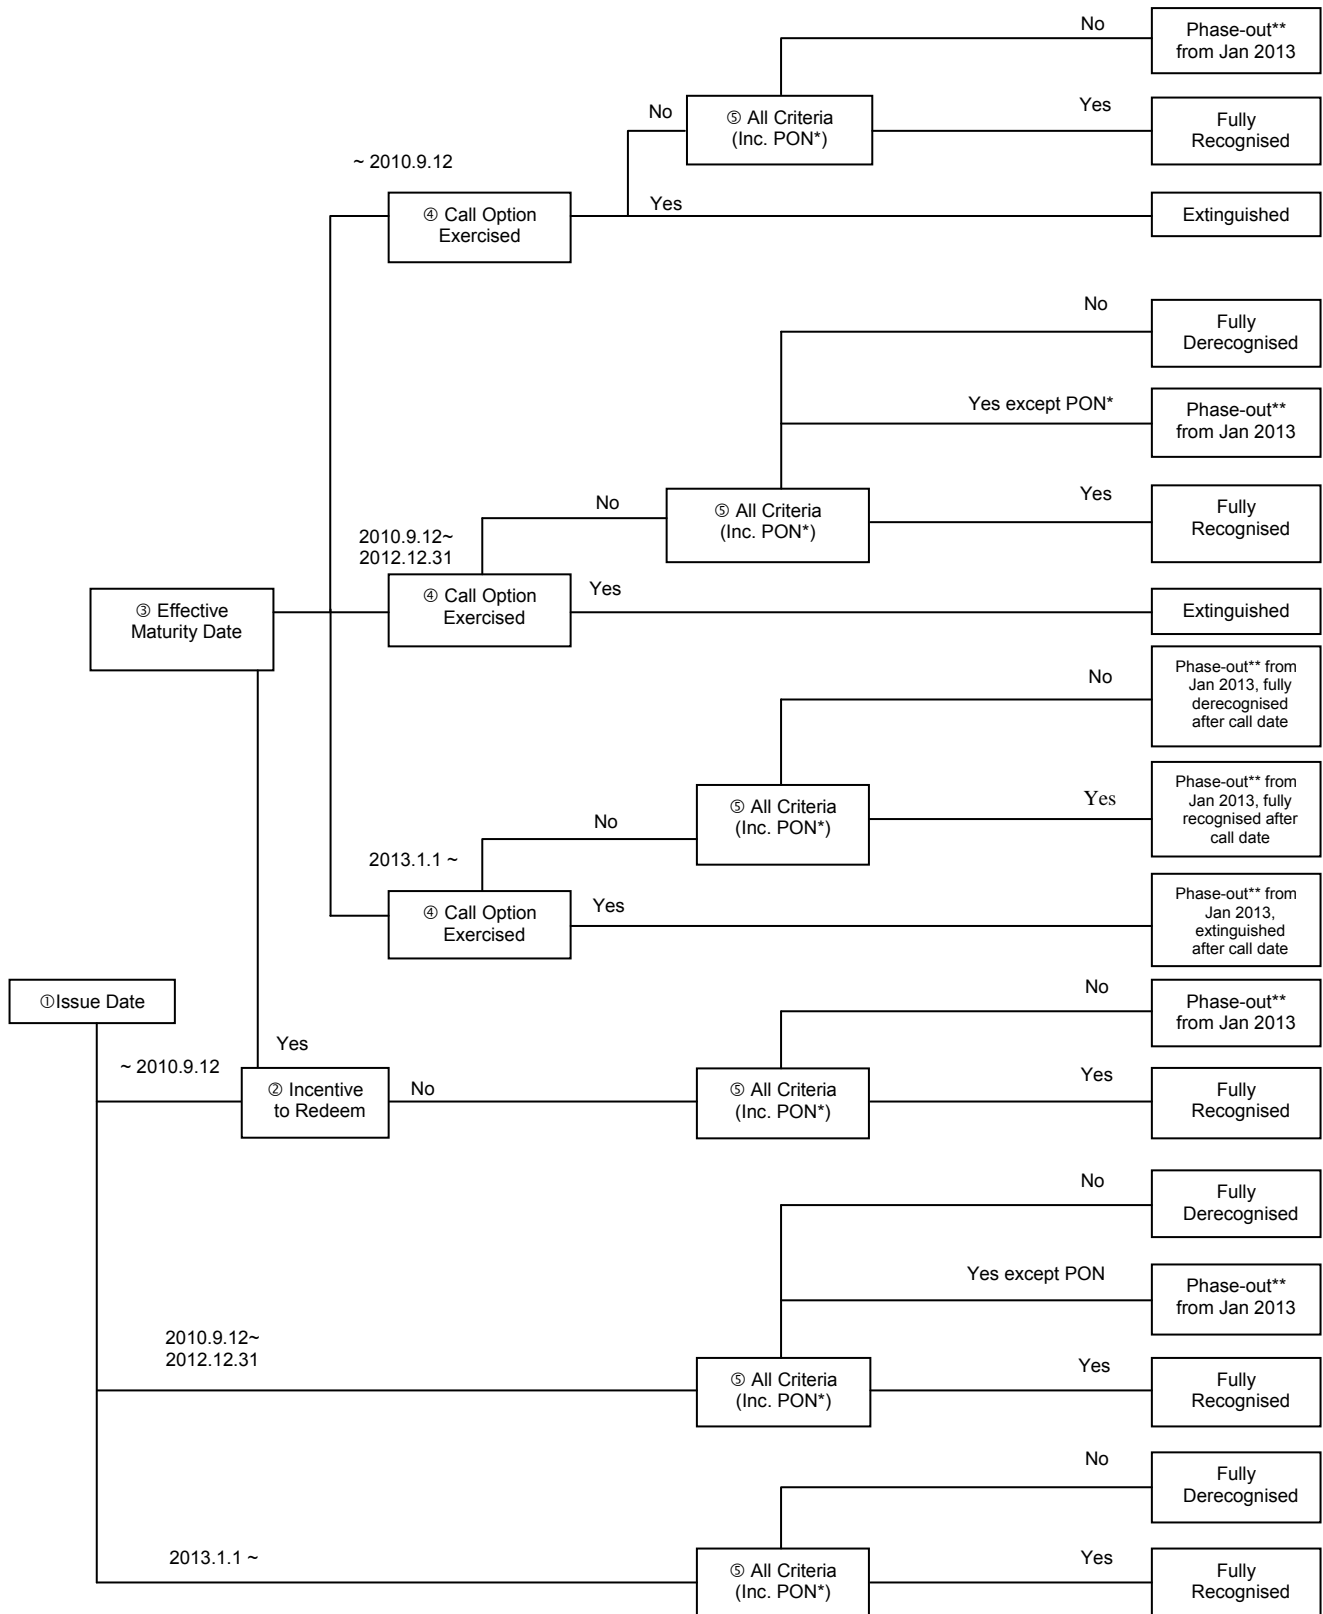 No
Phase-out**
from Jan 2013
No
⑤ All Criteria
(Inc. PON*)
Yes
Fully
Recognised
~ 2010.9.12
④ Call Option
Exercised
Yes
Extinguished
No
Fully
Derecognised
Yes except PON*
Phase-out**
from Jan 2013
No
⑤ All Criteria
(Inc. PON*)
Yes
Fully
Recognised
2010.9.12~
2012.12.31
④ Call Option
Exercised
Yes
Extinguished
③ Effective
Maturity Date
No
Phase-out** from
Jan 2013, fully
derecognised
after call date
No
⑤ All Criteria
(Inc. PON*)
Yes
Phase-out** from
Jan 2013, fully
recognised after
call date
2013.1.1 ~
④ Call Option
Exercised
Yes
Phase-out** from
Jan 2013,
extinguished
after call date
①Issue Date
No
Phase-out**
from Jan 2013
Yes
~ 2010.9.12
② Incentive
to Redeem
No
⑤ All Criteria
(Inc. PON*)
Yes
Fully
Recognised
No
Fully
Derecognised
Yes except PON
Phase-out**
from Jan 2013
2010.9.12~
2012.12.31
⑤ All Criteria
(Inc. PON*)
Yes
Fully
Recognised
No
Fully
Derecognised
2013.1.1 ~
⑤ All Criteria
(Inc. PON*)
Yes
Fully
Recognised